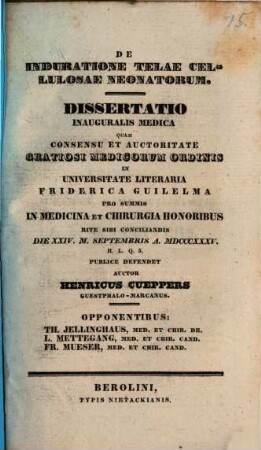 15.
DE
INDURATIONE TELAE CEL-
LULOSAE NEONATORUM.
DISSERTATIO
INAUGURALIS MEDICA
QUAM
CONSENSU ET AUCTORITATE
GRATIOSI MEDICORUM ORDINIS
IN
UNIVERSITATE LITERARIA
FRIDERICA GUILELMA
PRO SUMMIS
IN MEDICINA ET CHIRURGIA HONORIBUS
RITE SIBI CONCILIANDIS
DIE XXIV. M. SEPTEMBRIS A. MDCCCXXXV.
H. L. Q. S.
PUBLICE DEFENDET
AUCTOR
HENRICUS CUEPPERS
GUESTPHALO-MARCANUS.
OPPONENTIBUS:
TH. JELLINGHAUS, MED. ET CHIR. DR.
L. METTEGANG, MED. ET CHIR. CAND.
FR. MUESER, MED. ET CHIR. CAND.
BEROLINI,
TYPIS NIETACKIANIS.